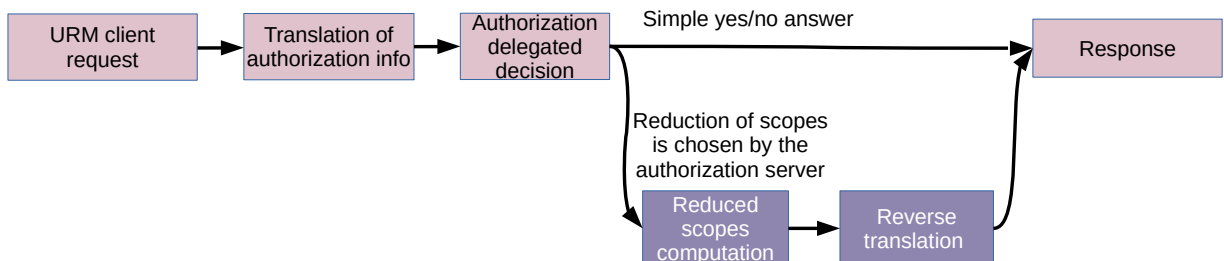 URM client
request
Translation of
authorization info
Authorization
delegated
decision
Simple yes/no answer
Response
Reduction of scopes
is chosen by the
authorization server
Reduced
scopes
computation
Reverse
translation